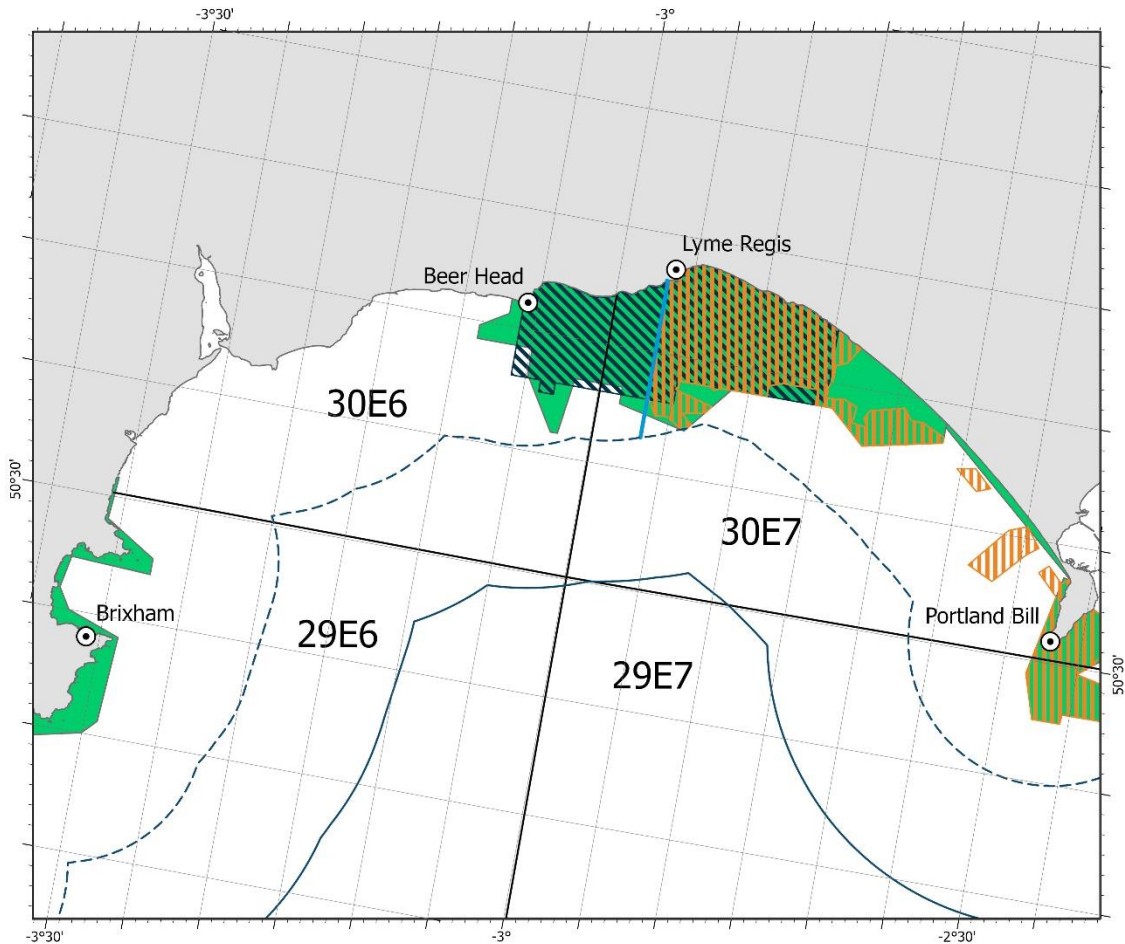 -3°30' -3°
Lyme Regis
Beer Head
30E6
50°30'
30E7
Brixham
Portland Bill
29E6
29E7
50°30'
-3°30' -3° -2°30'